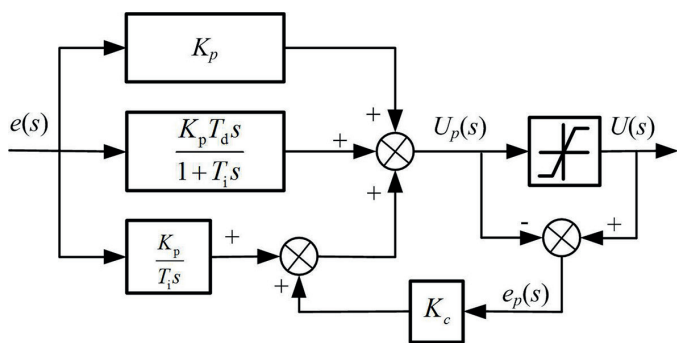 K_p
e(s)
K_p T_d s
1 + T_i s
K_p
T_i s
+
+
+
+
+
U_p(s)
U(s)
-
+
e_p(s)
K_c